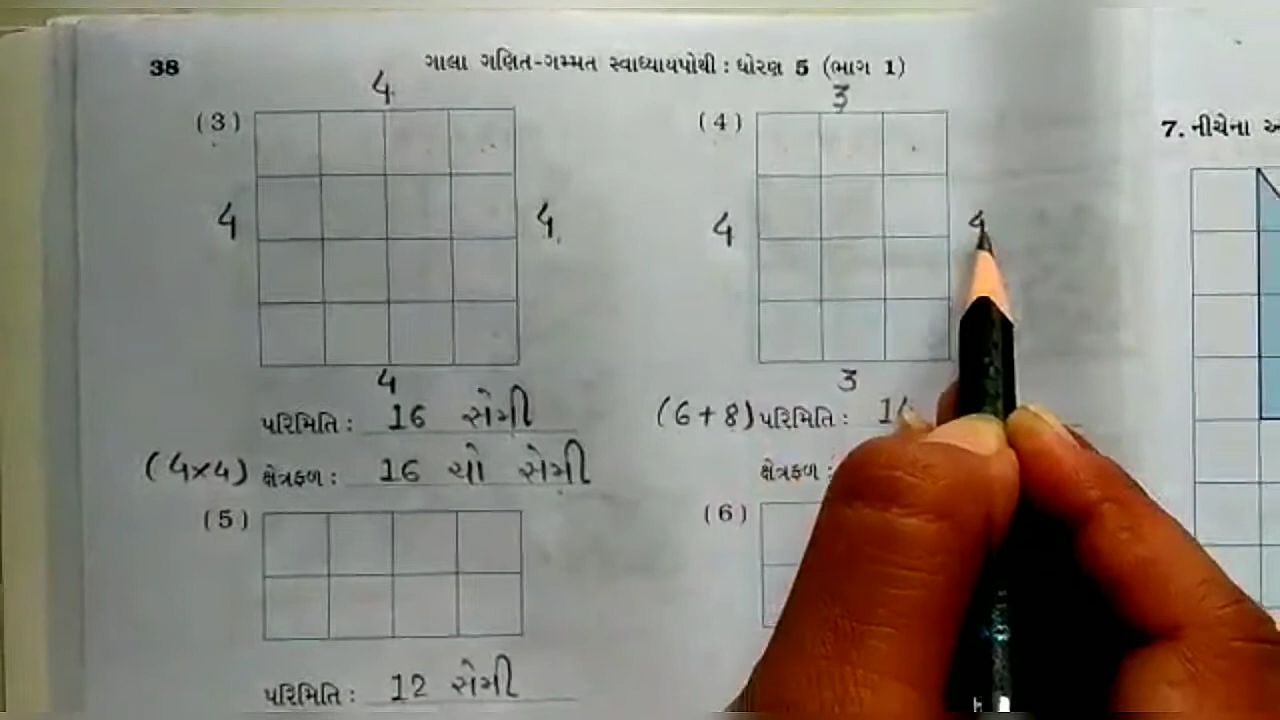 38 ગાલા ગણિત-ગમ્મત સ્વાધ્યાયપોથી : ધોરણ 5 (ભાગ 1)
4
(3)
4
4
4
પરિમિતિ : 16 સેમી
(4×4) ક્ષેત્રફળ : 16 ચો સેમી
3
(4)
4
4
3
(6+8) પરિમિતિ :
ક્ષેત્રફળ :
(5)
પરિમિતિ : 12 સેમી
(6)
7. નીચેના